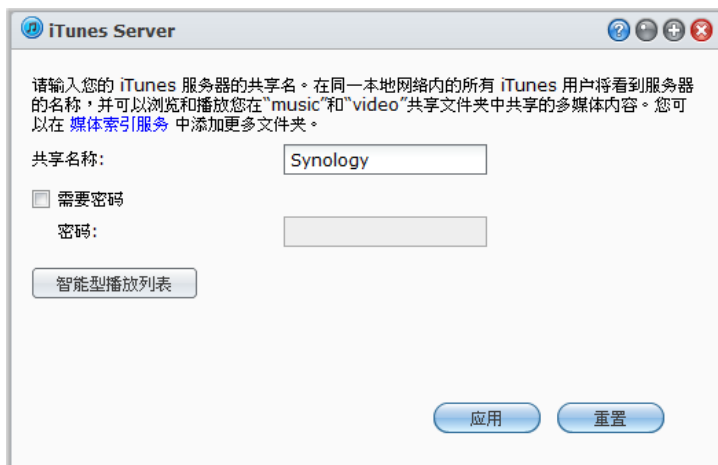 iTunes Server
请输入您的 iTunes 服务器的共享名。在同一本地网络内的所有 iTunes 用户将看到服务器
的名称，并可以浏览和播放您在“music”和“video”共享文件夹中共享的多媒体内容。您可
以在 媒体索引服务 中添加更多文件夹。
共享名称: Synology
需要密码
密码:
智能型播放列表
应用 重置